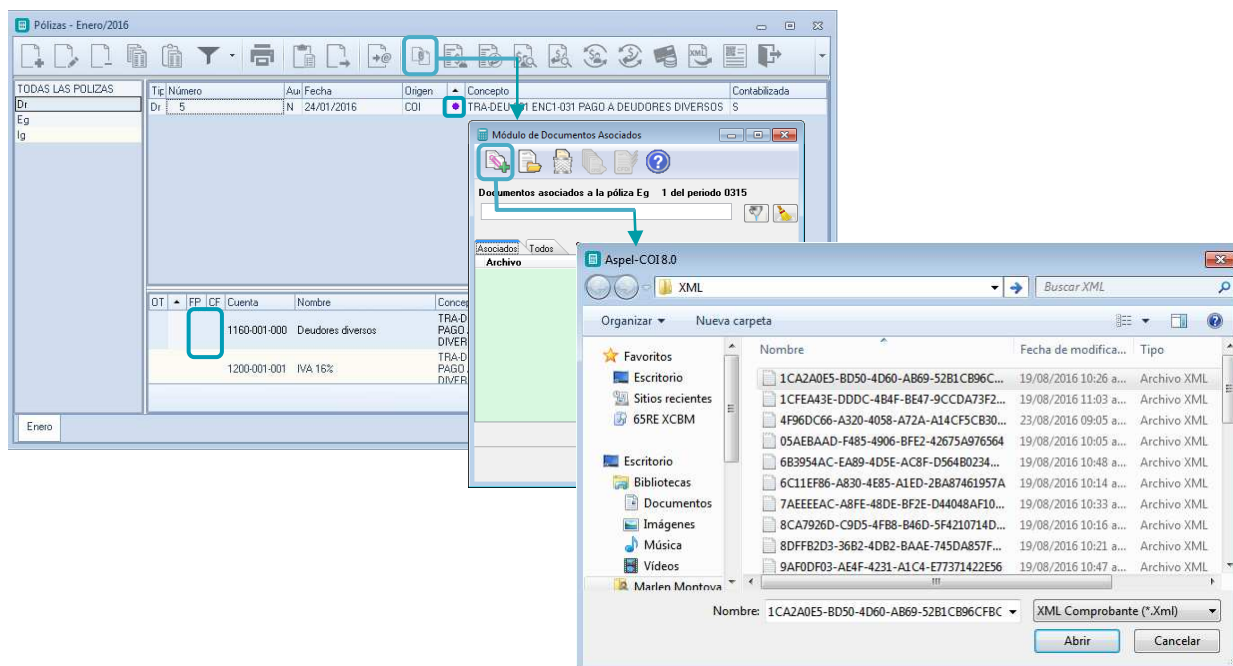 Pólizas - Enero/2016
TODAS LAS POLIZAS
Dr
Eg
Ig
Tip Número Au Fecha Origen Concepto Contabilizada
Dr 5 N 24/01/2016 COI TRA-DEU 001 ENC1-031 PAGO A DEUDORES DIVERSOS S
OT FP CF Cuenta Nombre Concep
1160-001-000 Deudores diversos TRA-D
PAGO
DIVER
1200-001-001 IVA 16% TRA-D
PAGO
DIVER
Enero
Módulo de Documentos Asociados
Documentos asociados a la póliza Eg 1 del periodo 0315
Asociados Todos
Archivo
Aspel-COI 8.0
XML
Buscar XML
Organizar Nueva carpeta
Favoritos
Escritorio
Sitios recientes
65RE XCBM
Escritorio
Bibliotecas
Documentos
Imágenes
Música
Vídeos
Marlen Montoya
Nombre Fecha de modifica... Tipo
1CA2A0E5-BD50-4D60-AB69-52B1CB96C... 19/08/2016 10:26 a... Archivo XML
1CFEA43E-DDDC-4B4F-BE47-9CCDA73F2... 19/08/2016 11:03 a... Archivo XML
4F96DC66-A320-4058-A72A-A14CF5CB30... 23/08/2016 09:05 a... Archivo XML
05AEBAAD-F485-4906-BFE2-42675A976564 19/08/2016 10:05 a... Archivo XML
6B3954AC-EA89-4D5E-AC8F-D564B0234... 19/08/2016 10:48 a... Archivo XML
6C11EF86-A830-4E85-A1ED-2BA87461957A 19/08/2016 10:14 a... Archivo XML
7AEEEEAC-A8FE-48DE-BF2E-D44048AF10... 19/08/2016 10:33 a... Archivo XML
8CA7926D-C9D5-4FB8-B46D-5F4210714D... 19/08/2016 10:16 a... Archivo XML
8DFFB2D3-36B2-4DB2-BAAE-745DA857F... 19/08/2016 10:21 a... Archivo XML
9AF0DF03-AE4F-4231-A1C4-E77371422E56 19/08/2016 10:47 a... Archivo XML
Nombre: 1CA2A0E5-BD50-4D60-AB69-52B1CB96CFBC XML Comprobante (*.Xml)
Abrir Cancelar